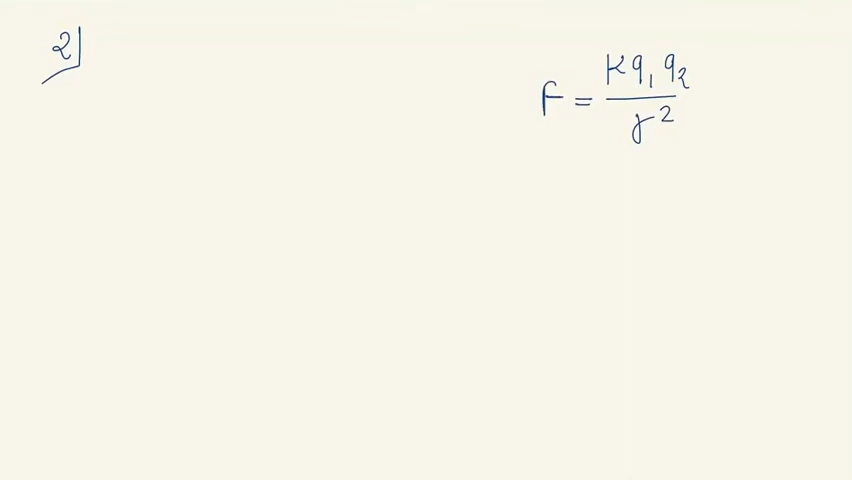 2
F = Kq₁q₂ / r²